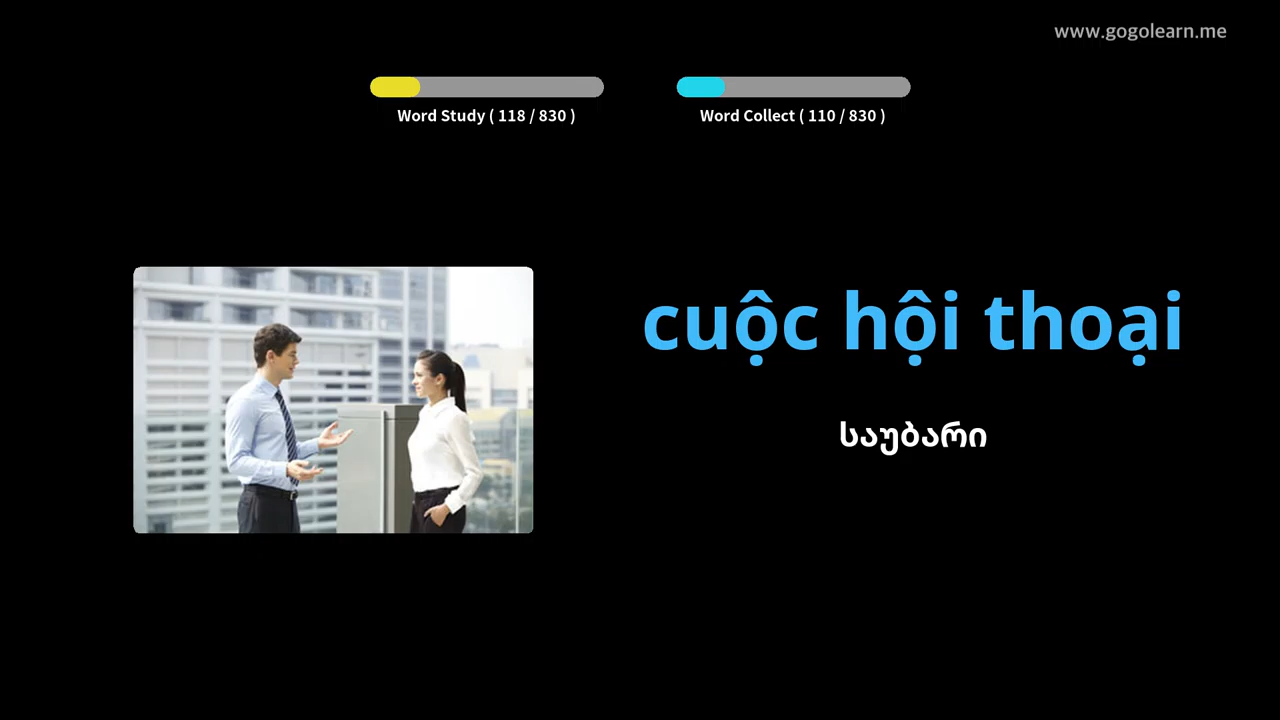 www.gogolearn.me
Word Study ( 118 / 830 )
Word Collect ( 110 / 830 )
cuộc hội thoại
საუბარი